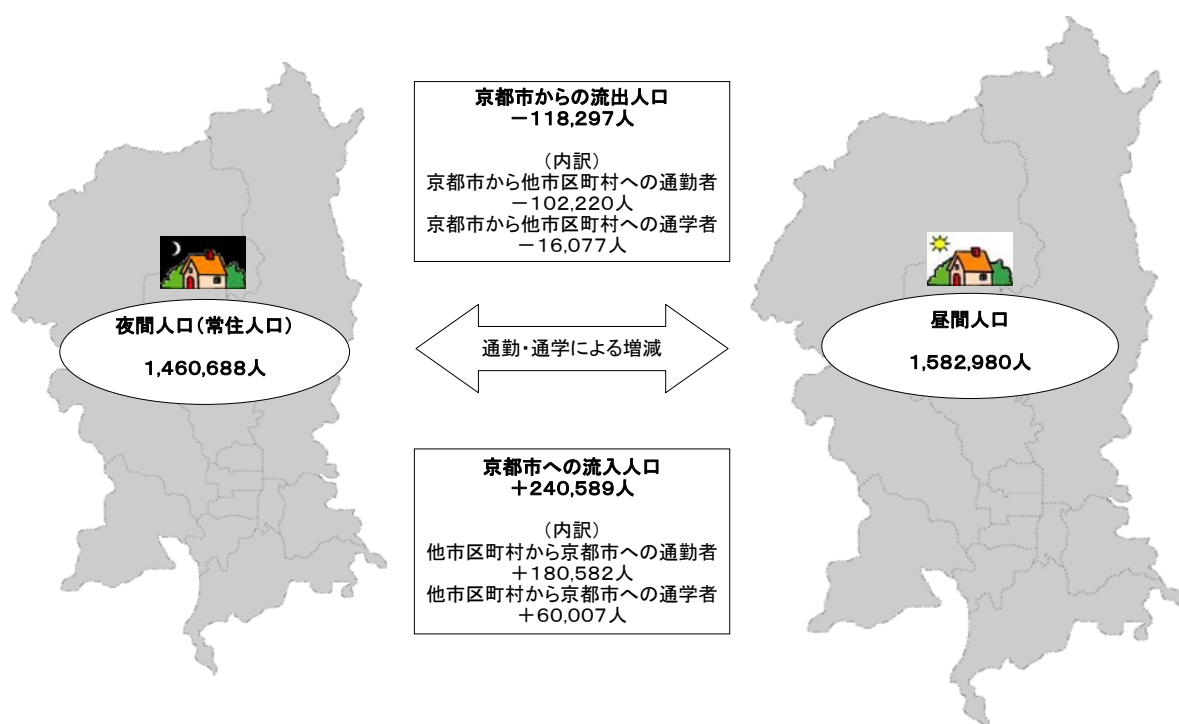 京都市からの流出人口
－118,297人
（内訳）
京都市から他市区町村への通勤者
－102,220人
京都市から他市区町村への通学者
－16,077人
夜間人口（常住人口）
1,460,688人
通勤・通学による増減
昼間人口
1,582,980人
京都市への流入人口
＋240,589人
（内訳）
他市区町村から京都市への通勤者
＋180,582人
他市区町村から京都市への通学者
＋60,007人